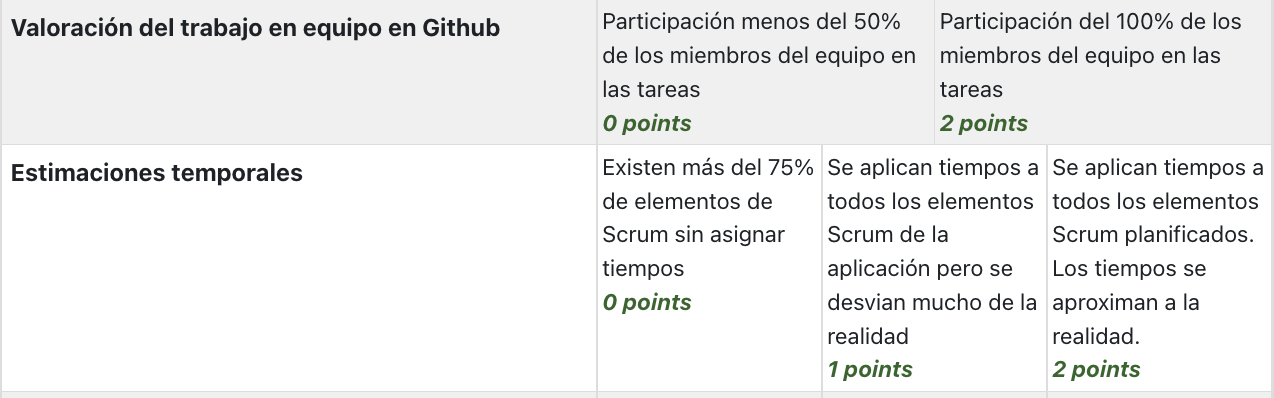 Valoración del trabajo en equipo en Github
Participación menos del 50%
de los miembros del equipo en
las tareas
0 points
Participación del 100% de los
miembros del equipo en las
tareas
2 points
Estimaciones temporales
Existen más del 75%
de elementos de
Scrum sin asignar
tiempos
0 points
Se aplican tiempos a
todos los elementos
Scrum de la
aplicación pero se
desvian mucho de la
realidad
1 points
Se aplican tiempos a
todos los elementos
Scrum planificados.
Los tiempos se
aproximan a la
realidad.
2 points